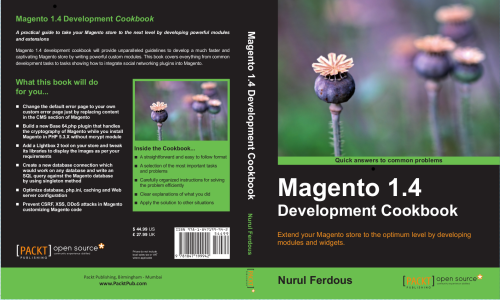 Magento 1.4 Development Cookbook
A practical guide to take your Magento store to the next level by developing powerful modules
and extensions
Magento 1.4 development cookbook will provide unparalleled guidelines to develop a much faster and
captivating Magento store by writing powerful custom modules. This book covers everything from common
development tasks to teams showing how to integrate social networking plugins into Magento.
What this book will do
for you...
Change the default error page to your own
custom error page just by replacing content
in the CMS section of Magento
Build a new Base 64.php plugin that handles
the cryptography of Magento while you install
Magento in PHP 5.3.X without mcrypt module
Add a Lightbox 2 tool on your store and tweak
its libraries to display the images as per your
requirements
Create a new database connection which
would work on any database and write an
SQL query against the Magento database
by using singleton method
Optimize database, php.ini, caching and Web
server configuration
Prevent CSRF, XSS, DDoS attacks in Magento
customizing Magento code
Inside the Cookbook...
A straightforward and easy to follow format
A selection of the most important tasks
and problems
Carefully organized instructions for solving
the problem efficiently
Clear explanations of what you did
Apply the solution to other situations
$ 44.99 US
£ 27.99 UK
Prices do not include
[PACKT]
PUBLISHING
open source*
Packt Publishing, Birmingham - Mumbai
www.PacktPub.com
Magento 1.4 Development Cookbook
Nurul Ferdous
Quick answers to common problems
Magento 1.4
Development Cookbook
Extend your Magento store to the optimum level by developing
modules and widgets.
Nurul Ferdous
[PACKT]
PUBLISHING
open source*